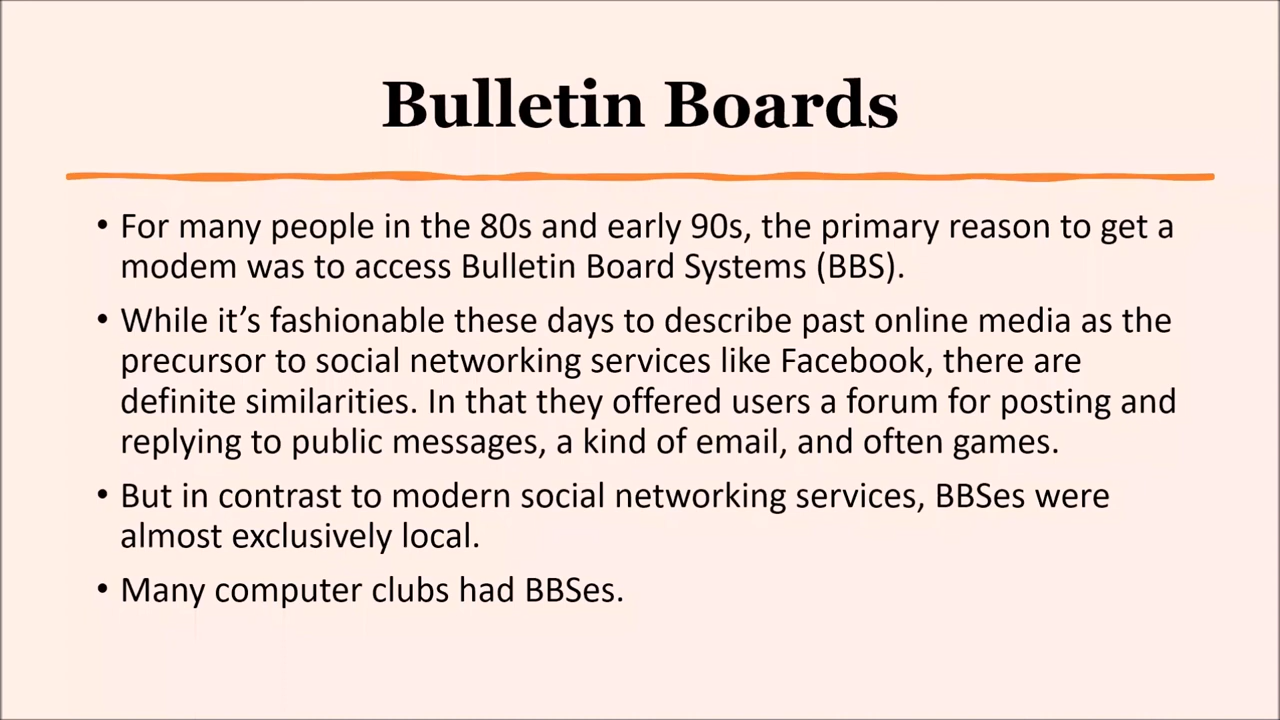 Bulletin Boards
• For many people in the 80s and early 90s, the primary reason to get a
modem was to access Bulletin Board Systems (BBS).
• While it’s fashionable these days to describe past online media as the
precursor to social networking services like Facebook, there are
definite similarities. In that they offered users a forum for posting and
replying to public messages, a kind of email, and often games.
• But in contrast to modern social networking services, BBSes were
almost exclusively local.
• Many computer clubs had BBSes.